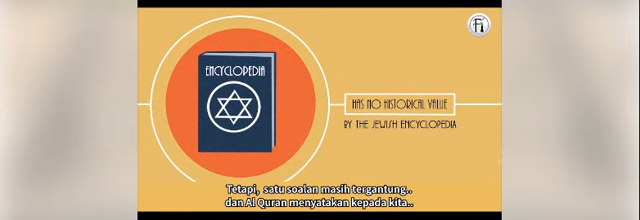 Fi
ENCYCLOPEDIA
HAS NO HISTORICAL VALUE
BY THE JEWISH ENCYCLOPEDIA
Tetapi, satu soalan masih tergantung..
dan Al Quran menyatakan kepada kita..